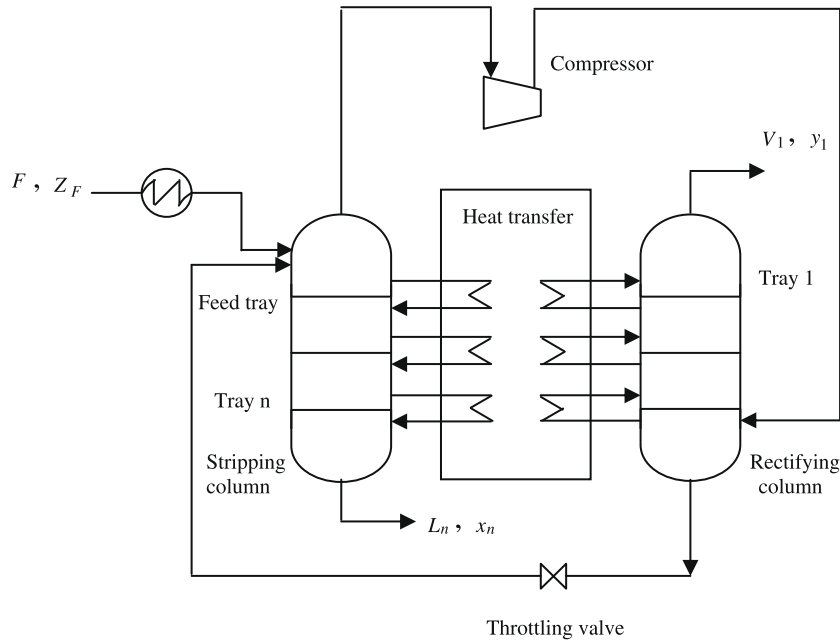 Compressor
V1 , y1
F , ZF
Heat transfer
Tray 1
Feed tray
Tray n
Stripping
column
Rectifying
column
Ln , xn
Throttling valve